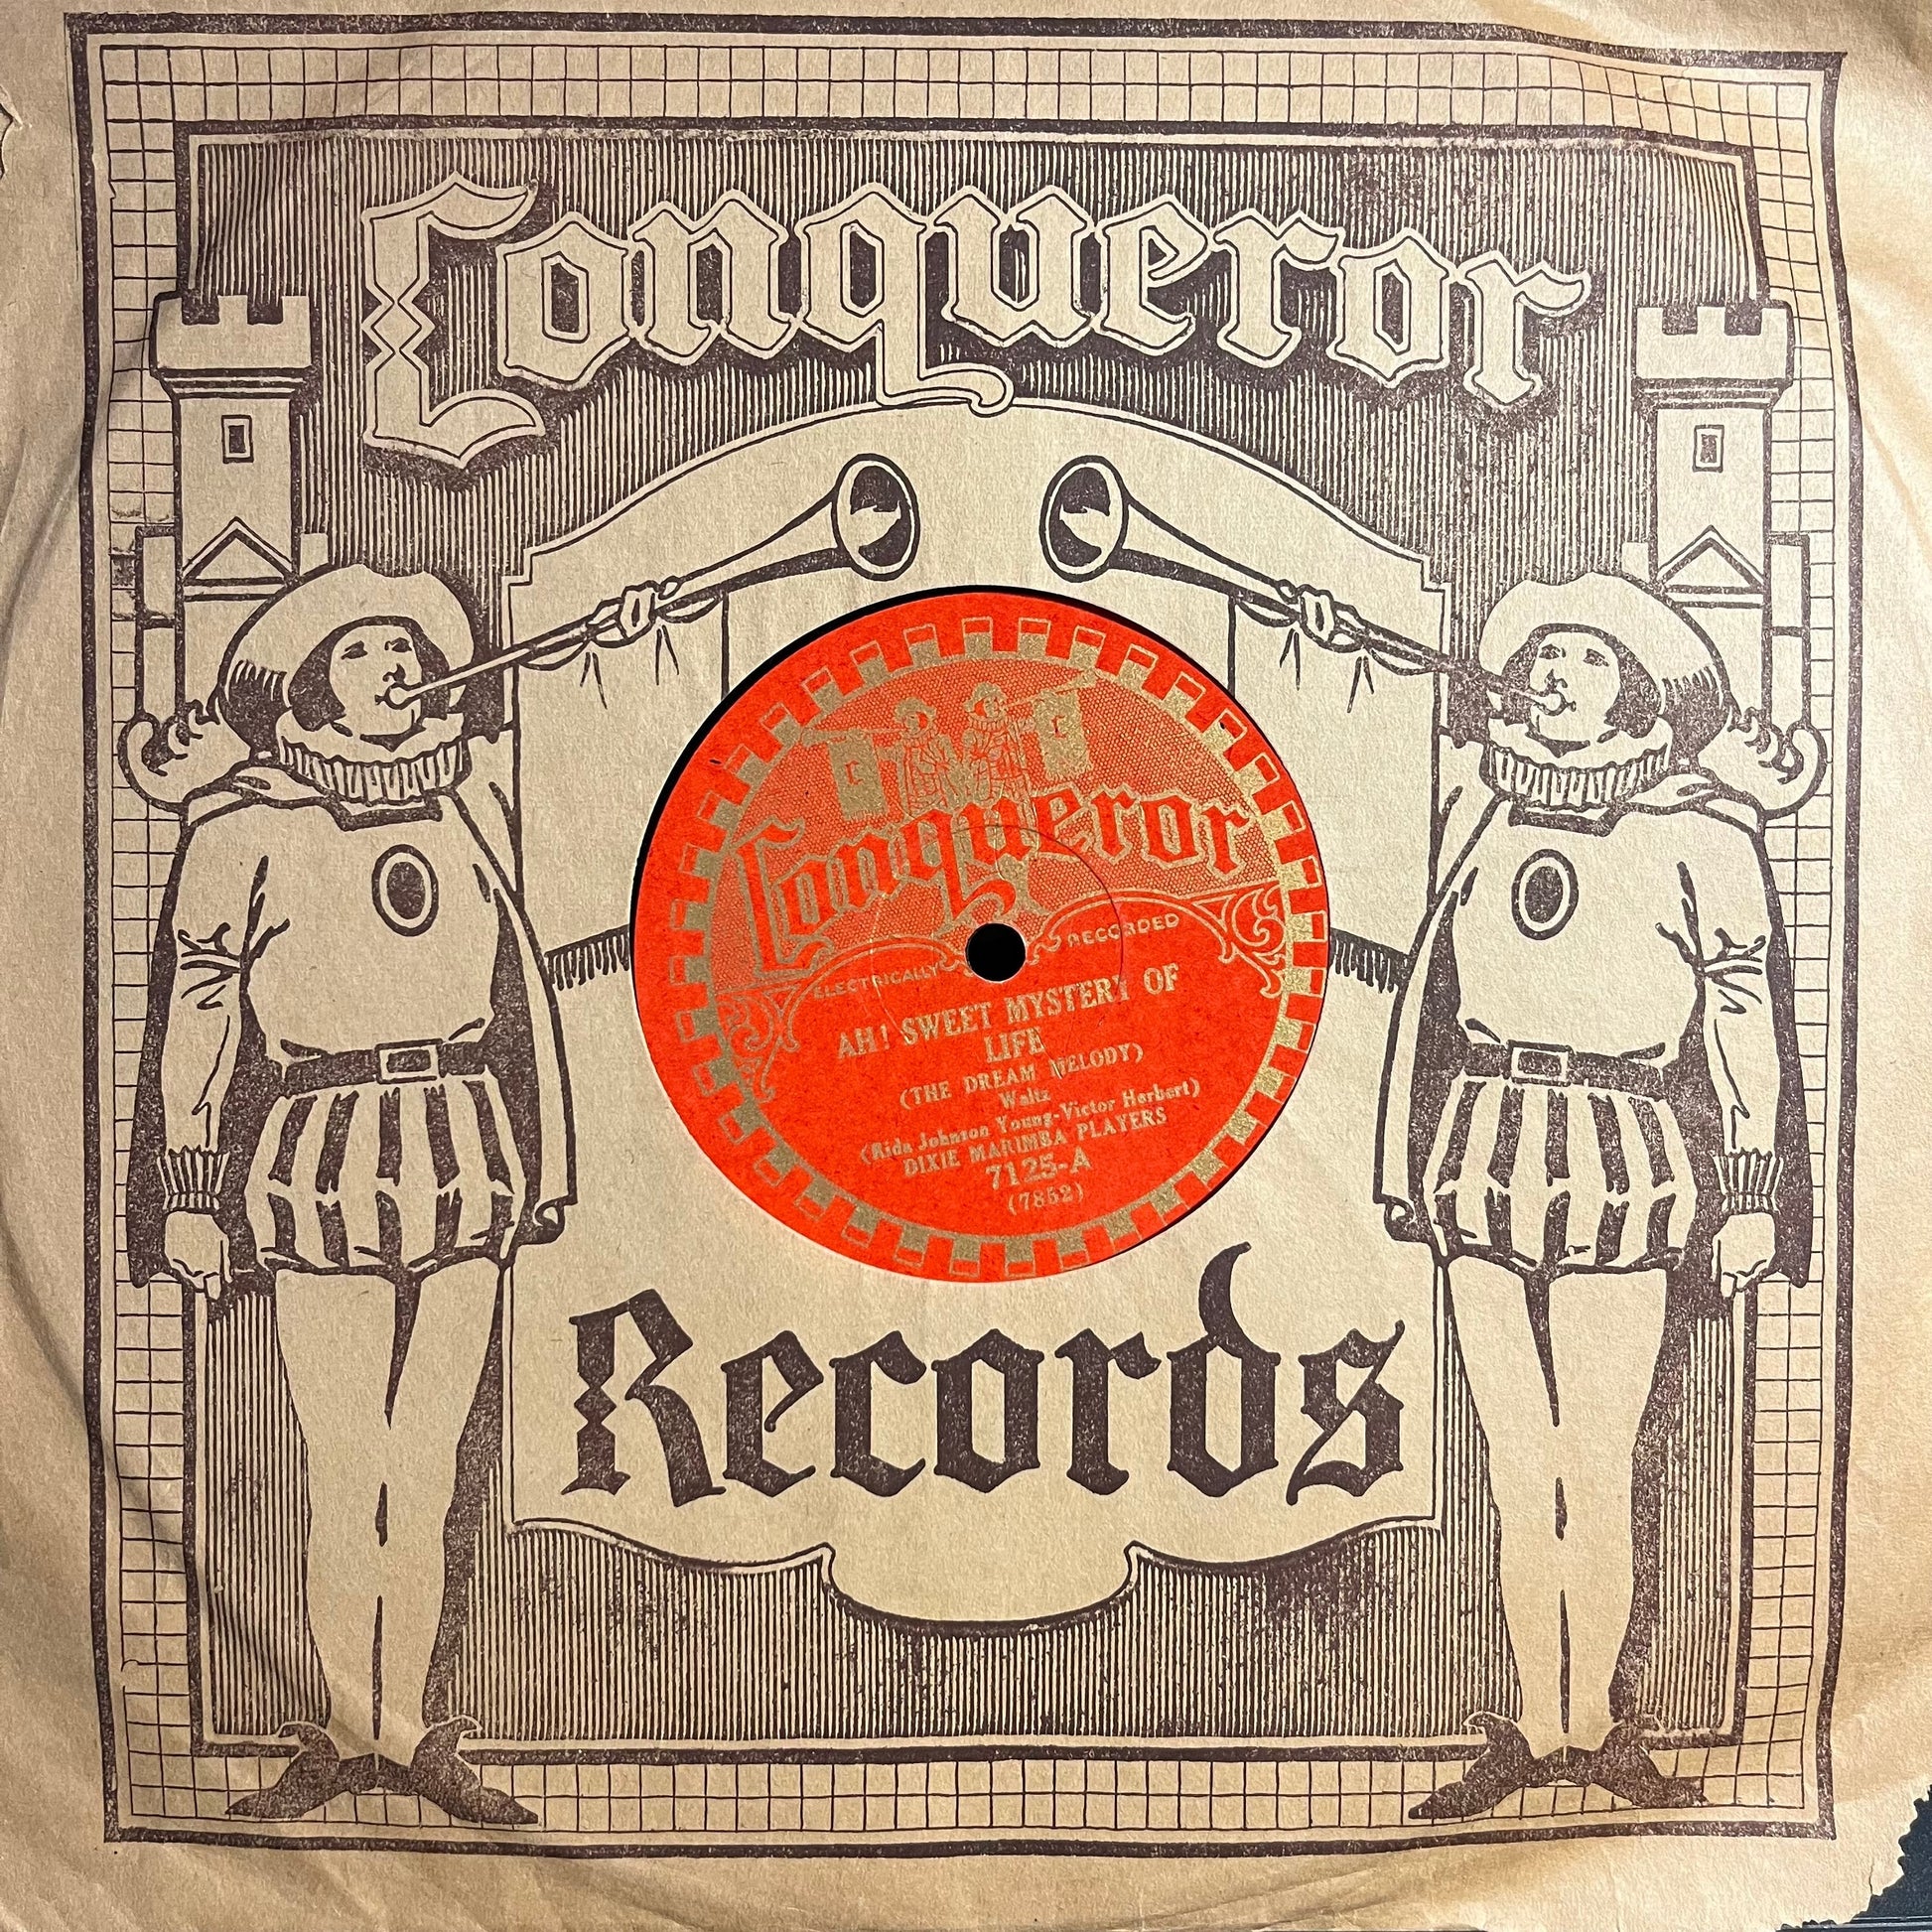 Conqueror
C C
Conqueror
ELECTRICALLY RECORDED
AH! SWEET MYSTERY OF
LIFE
(THE DREAM MELODY)
Waltz
(Rida Johnson Young-Victor Herbert)
DIXIE MARIMBA PLAYERS
7125-A
(7852)
Records